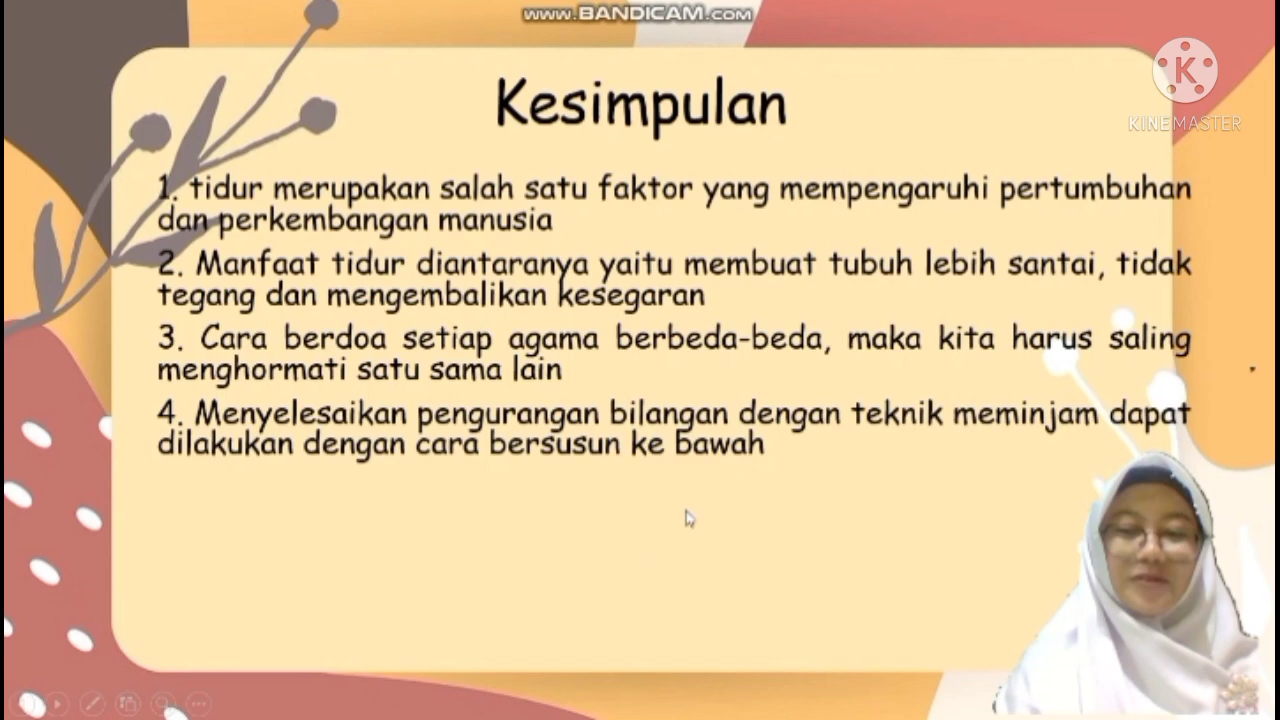 www.BANDICAM.com
Kesimpulan
KINEMASTER
1. tidur merupakan salah satu faktor yang mempengaruhi pertumbuhan
dan perkembangan manusia
2. Manfaat tidur diantaranya yaitu membuat tubuh lebih santai, tidak
tegang dan mengembalikan kesegaran
3. Cara berdoa setiap agama berbeda-beda, maka kita harus saling
menghormati satu sama lain
4. Menyelesaikan pengurangan bilangan dengan teknik meminjam dapat
dilakukan dengan cara bersusun ke bawah